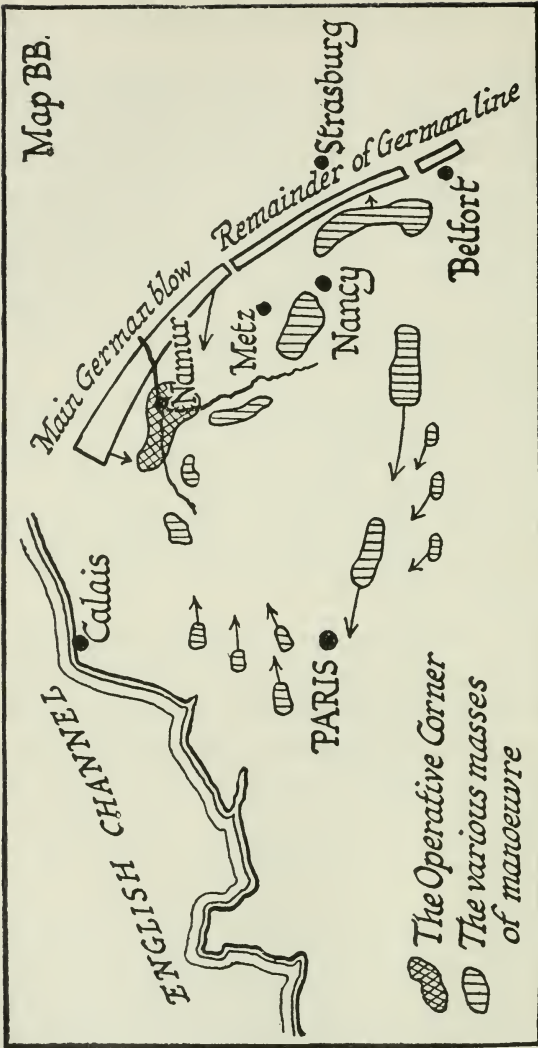 Map BB.
Main German blow
Remainder of German line
Strasburg
Namur
Metz
Nancy
Belfort
Calais
ENGLISH CHANNEL
PARIS
The Operative Corner
The various masses
of manoeuvre